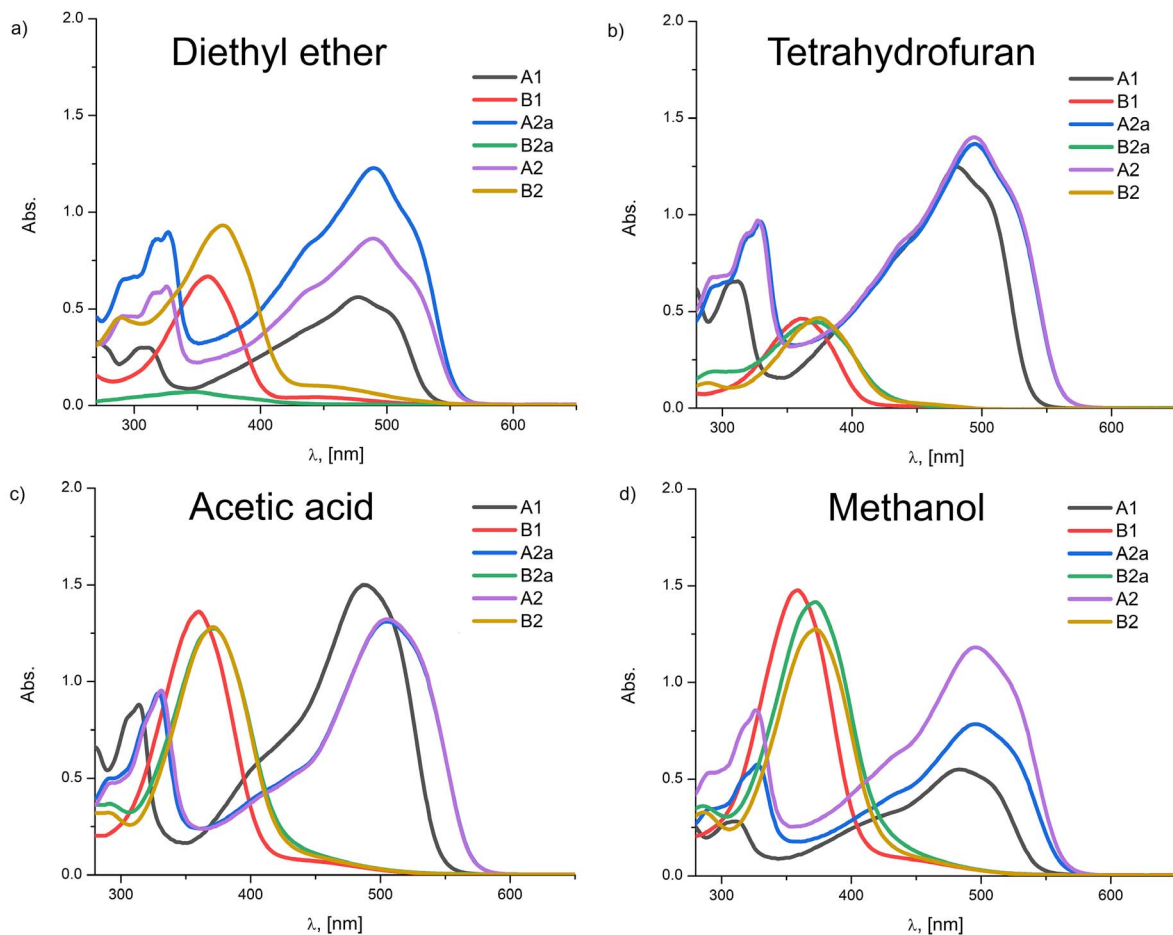 a)
Diethyl ether
2.0
1.5
1.0
0.5
0.0
Abs.
A1
B1
A2a
B2a
A2
B2
300
400
500
600
λ, [nm]
b)
Tetrahydrofuran
2.0
1.5
1.0
0.5
0.0
Abs.
A1
B1
A2a
B2a
A2
B2
300
400
500
600
λ, [nm]
c)
Acetic acid
2.0
1.5
1.0
0.5
0.0
Abs.
A1
B1
A2a
B2a
A2
B2
300
400
500
600
λ, [nm]
d)
Methanol
2.0
1.5
1.0
0.5
0.0
Abs.
A1
B1
A2a
B2a
A2
B2
300
400
500
600
λ, [nm]